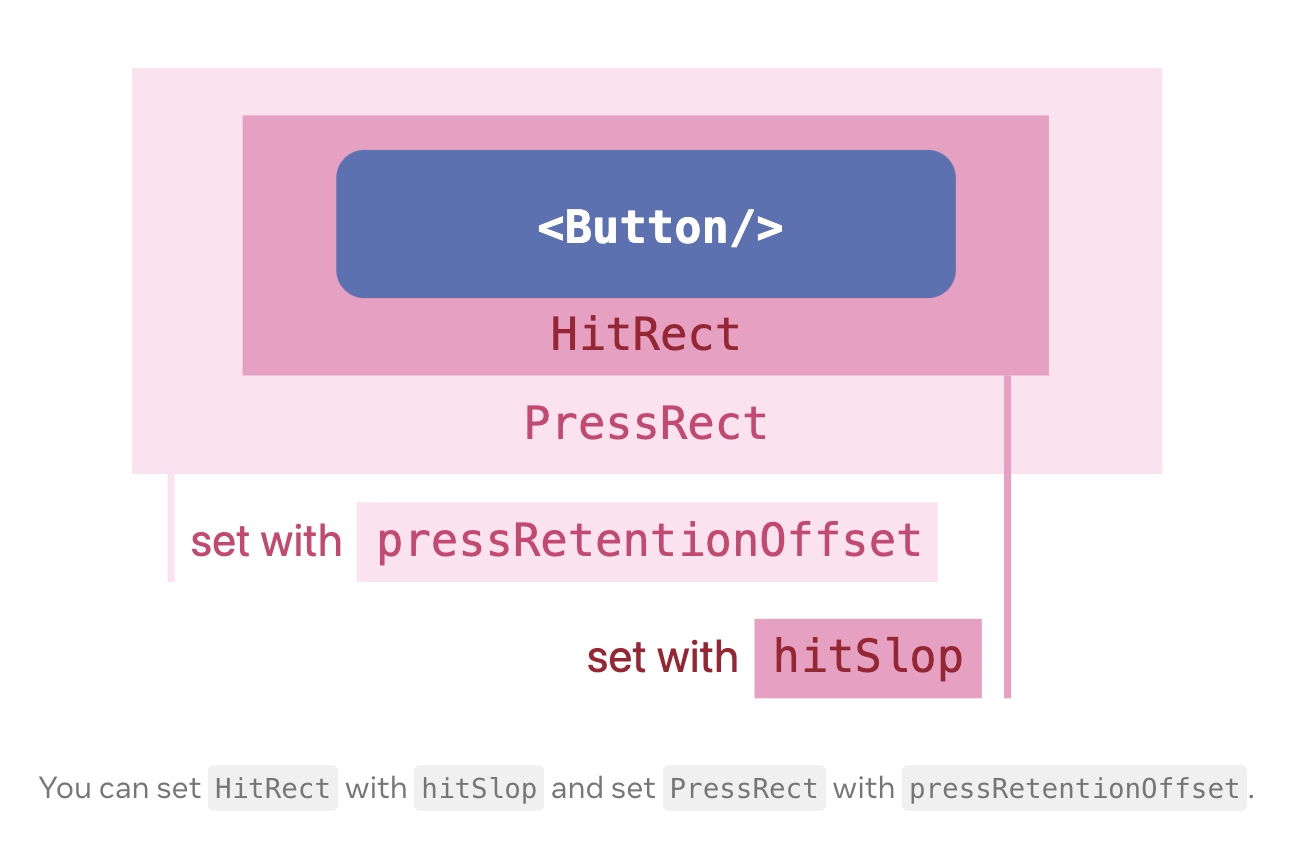 <Button/>
HitRect
PressRect
set with pressRetentionOffset
set with hitSlop
You can set HitRect with hitSlop and set PressRect with pressRetentionOffset.